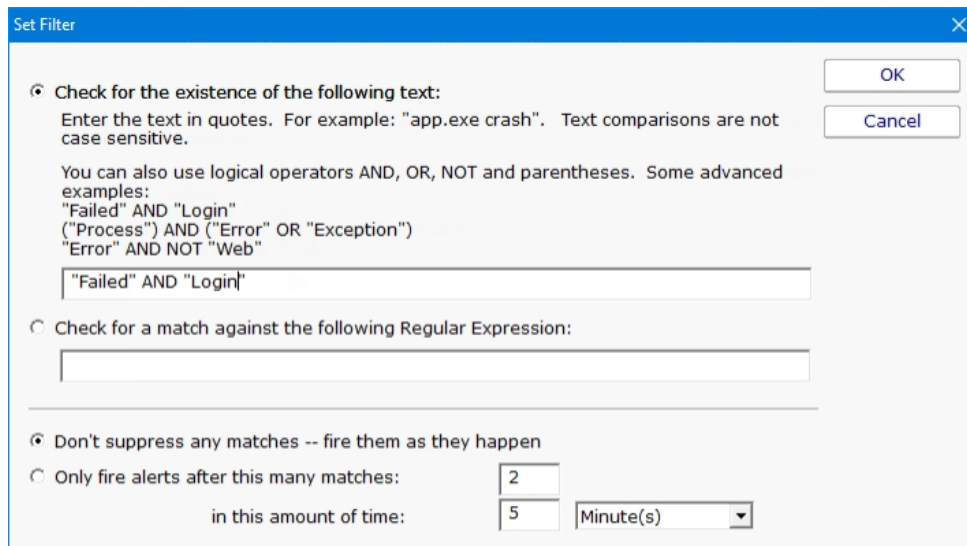 Set Filter
OK
Cancel
Check for the existence of the following text:
Enter the text in quotes.  For example: "app.exe crash".   Text comparisons are not
case sensitive.
You can also use logical operators AND, OR, NOT and parentheses.  Some advanced
examples:
"Failed" AND "Login"
("Process") AND ("Error" OR "Exception")
"Error" AND NOT "Web"
"Failed" AND "Login"
Check for a match against the following Regular Expression:
Don't suppress any matches -- fire them as they happen
Only fire alerts after this many matches:
2
in this amount of time:
5
Minute(s)